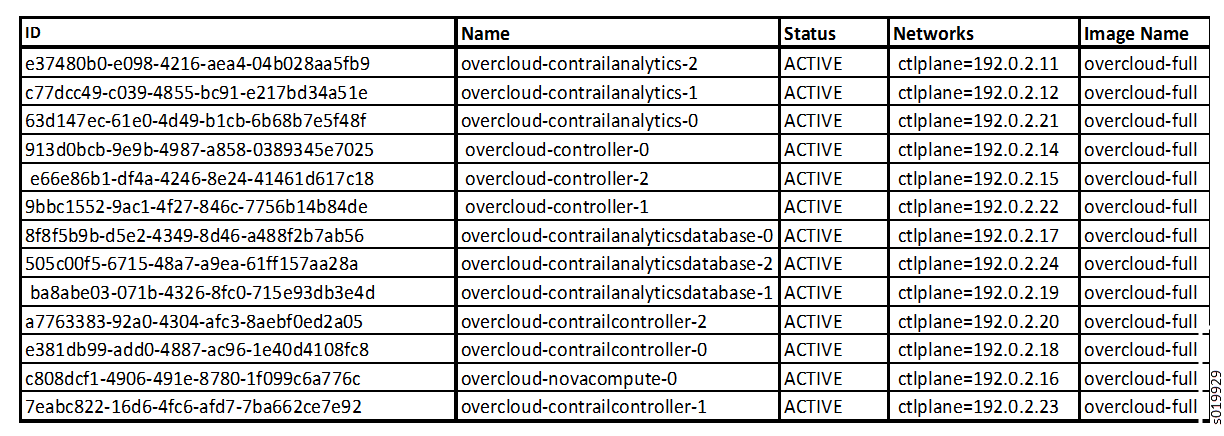 ID Name Status Networks Image Name
e37480b0-e098-4216-aea4-04b028aa5fb9 overcloud-contrailanalytics-2 ACTIVE ctlplane=192.0.2.11 overcloud-full
c77dcc49-c039-4855-bc91-e217bd34a51e overcloud-contrailanalytics-1 ACTIVE ctlplane=192.0.2.12 overcloud-full
63d147ec-61e0-4d49-b1cb-6b68b7e5f48f overcloud-contrailanalytics-0 ACTIVE ctlplane=192.0.2.21 overcloud-full
913d0bcb-9e9b-4987-a858-0389345e7025 overcloud-controller-0 ACTIVE ctlplane=192.0.2.14 overcloud-full
e66e86b1-df4a-4246-8e24-41461d617c18 overcloud-controller-2 ACTIVE ctlplane=192.0.2.15 overcloud-full
9bbc1552-9ac1-4f27-846c-7756b14b84de overcloud-controller-1 ACTIVE ctlplane=192.0.2.22 overcloud-full
8f8f5b9b-d5e2-4349-8d46-a488f2b7ab56 overcloud-contrailanalyticsdatabase-0 ACTIVE ctlplane=192.0.2.17 overcloud-full
505c00f5-6715-48a7-a9ea-61ff157aa28a overcloud-contrailanalyticsdatabase-2 ACTIVE ctlplane=192.0.2.24 overcloud-full
ba8abe03-071b-4326-8fc0-715e93db3e4d overcloud-contrailanalyticsdatabase-1 ACTIVE ctlplane=192.0.2.19 overcloud-full
a7763383-92a0-4304-afc3-8aebf0ed2a05 overcloud-contrailcontroller-2 ACTIVE ctlplane=192.0.2.20 overcloud-full
e381db99-add0-4887-ac96-1e40d4108fc8 overcloud-contrailcontroller-0 ACTIVE ctlplane=192.0.2.18 overcloud-full
c808dcf1-4906-491e-8780-1f099c6a776c overcloud-novacompute-0 ACTIVE ctlplane=192.0.2.16 overcloud-full
7eabc822-16d6-4fc6-afd7-7ba662ce7e92 overcloud-contrailcontroller-1 ACTIVE ctlplane=192.0.2.23 overcloud-full
s019929